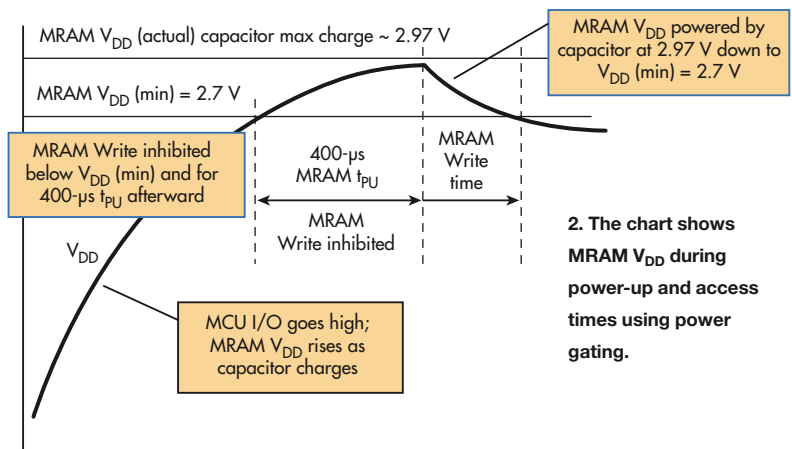 MRAM VDD (actual) capacitor max charge ~ 2.97 V
MRAM VDD powered by
capacitor at 2.97 V down to
VDD (min) = 2.7 V
MRAM VDD (min) = 2.7 V
MRAM Write inhibited
below VDD (min) and for
400-µs tPU afterward
400-µs
MRAM tPU
MRAM
Write inhibited
MRAM
Write
time
VDD
MCU I/O goes high;
MRAM VDD rises as
capacitor charges
2. The chart shows
MRAM VDD during
power-up and access
times using power
gating.